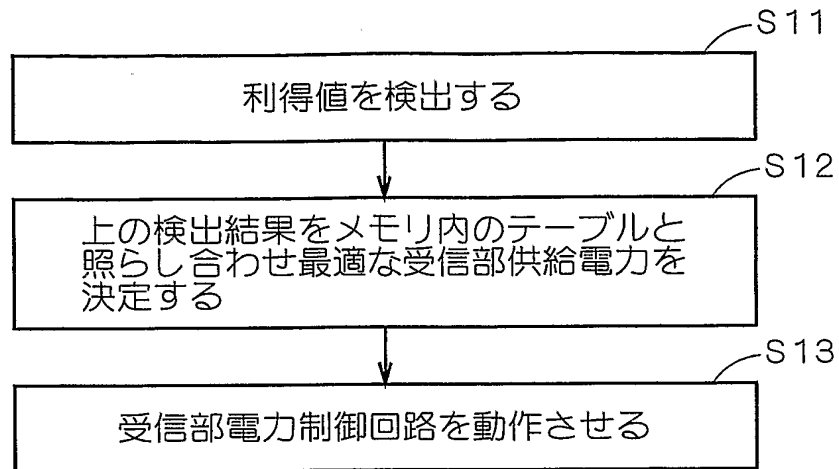 S11
利得値を検出する
S12
上の検出結果をメモリ内のテーブルと
照らし合わせ最適な受信部供給電力を
決定する
S13
受信部電力制御回路を動作させる